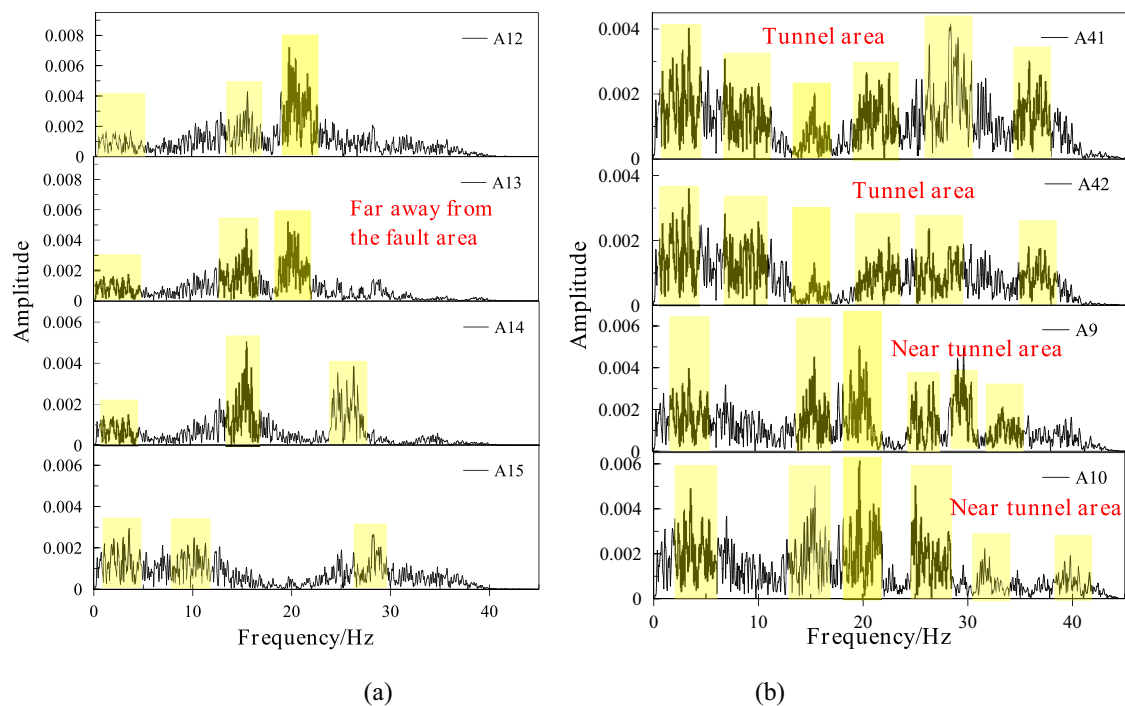 0.008
0.006
0.004
0.002
0
A12
0.008
0.006
0.004
0.002
0
A13
Far away from
the fault area
0.006
0.004
0.002
0
A14
0.006
0.004
0.002
0
A15
0
10
20
30
40
Amplitude
Frequency/Hz
(a)
0.004
0.002
0
Tunnel area
A41
0.004
0.002
0
Tunnel area
A42
0.006
0.004
0.002
0
A9
Near tunnel area
0.006
0.004
0.002
0
A10
Near tunnel area
0
10
20
30
40
Amplitude
Frequency/Hz
(b)